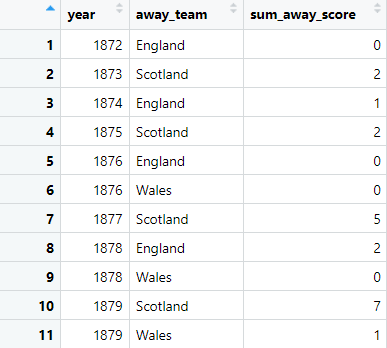 year away_team sum_away_score
1 1872 England 0
2 1873 Scotland 2
3 1874 England 1
4 1875 Scotland 2
5 1876 England 0
6 1876 Wales 0
7 1877 Scotland 5
8 1878 England 2
9 1878 Wales 0
10 1879 Scotland 7
11 1879 Wales 1